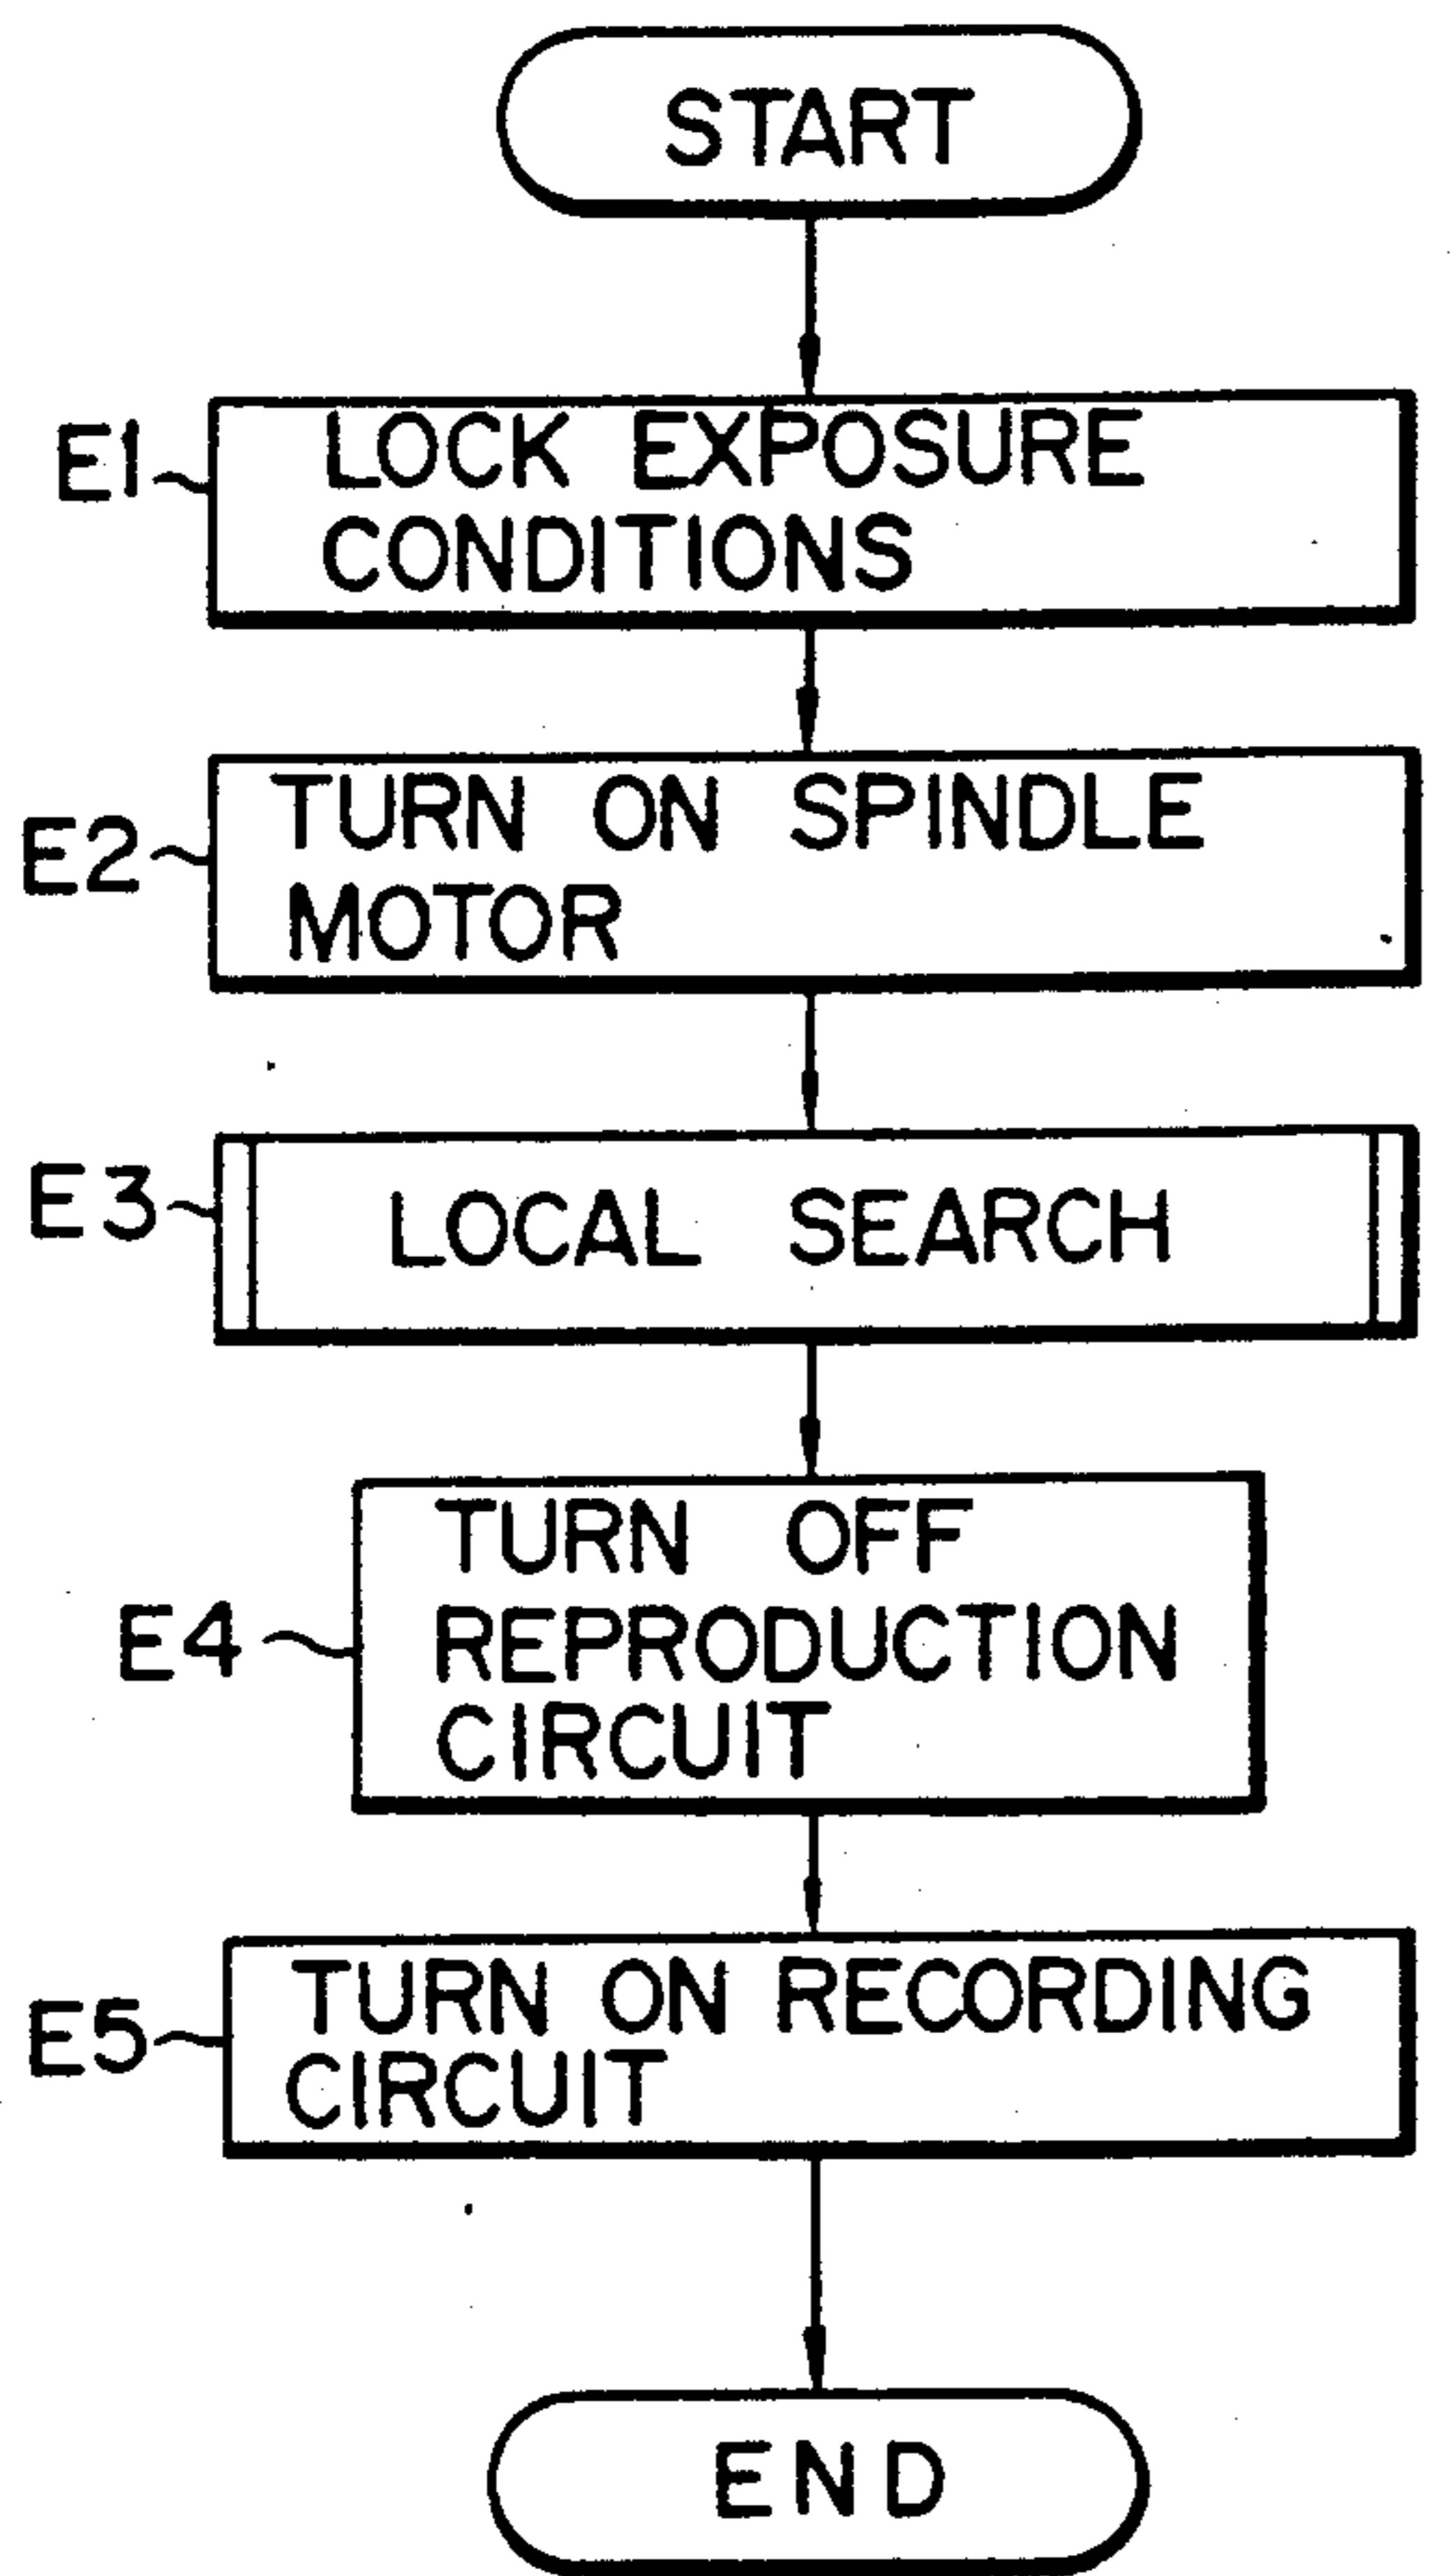 START
E1
LOCK EXPOSURE
CONDITIONS
E2
TURN ON SPINDLE
MOTOR
E3
LOCAL SEARCH
E4
TURN OFF
REPRODUCTION
CIRCUIT
E5
TURN ON RECORDING
CIRCUIT
END